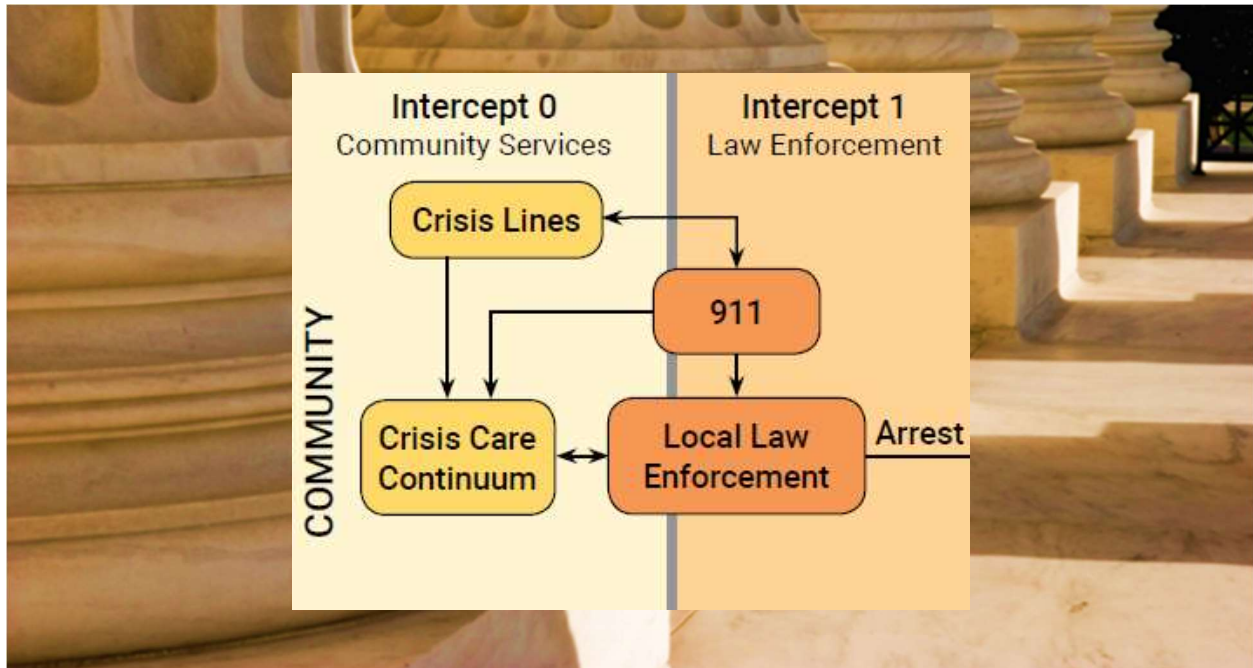 Intercept 0
Community Services
Intercept 1
Law Enforcement
Crisis Lines
911
COMMUNITY
Crisis Care
Continuum
Local Law
Enforcement
Arrest